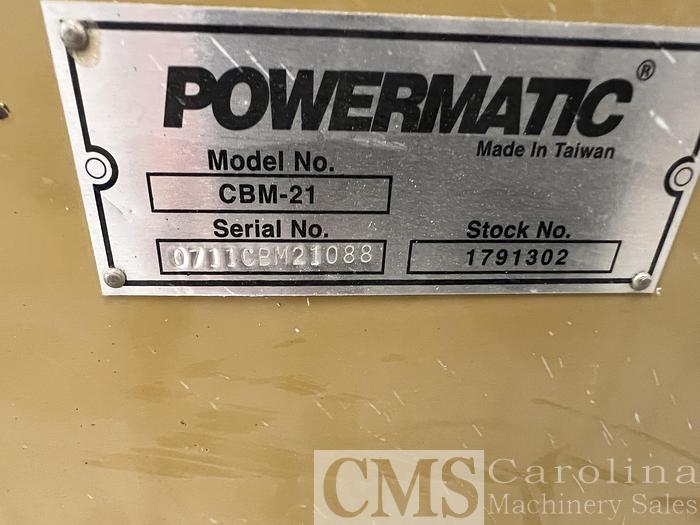 POWERMATIC®
Made In Taiwan
Model No.
CBM-21
Serial No.
0711CBM21088
Stock No.
1791302
CMS Carolina
Machinery Sales